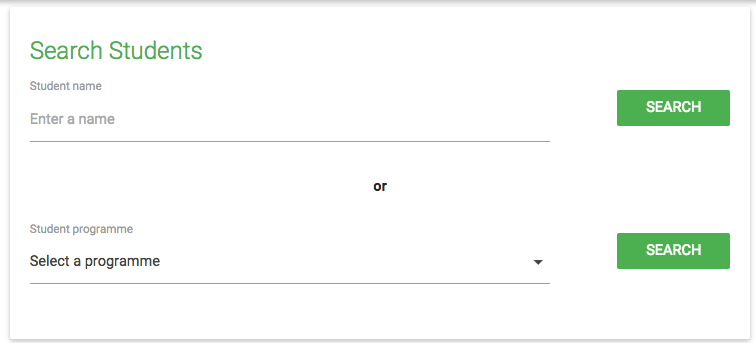 Search Students
Student name
Enter a name
SEARCH
or
Student programme
Select a programme
SEARCH